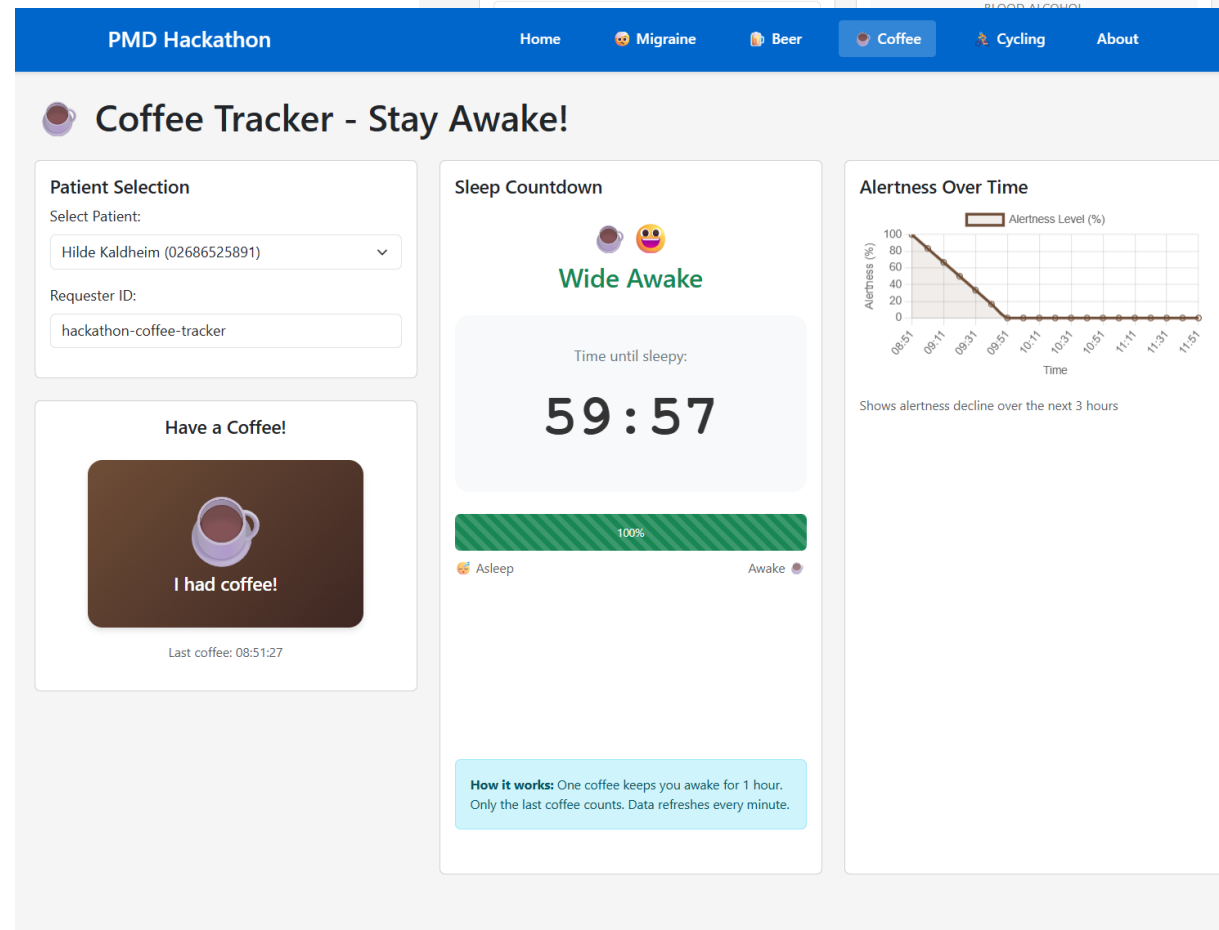 BLOOD ALCOHOL
PMD Hackathon
Home
Migraine
Beer
Coffee
Cycling
About
Coffee Tracker - Stay Awake!
Patient Selection
Select Patient:
Hilde Kaldheim (02686525891)
Requester ID:
hackathon-coffee-tracker
Have a Coffee!
I had coffee!
Last coffee: 08:51:27
Sleep Countdown
Wide Awake
Time until sleepy:
59:57
100%
Asleep
Awake
How it works: One coffee keeps you awake for 1 hour.
Only the last coffee counts. Data refreshes every minute.
Alertness Over Time
Alertness Level (%)
Alertness (%)
100
80
60
40
20
0
08:51
09:11
09:31
09:51
10:11
10:31
10:51
11:11
11:31
11:51
Time
Shows alertness decline over the next 3 hours